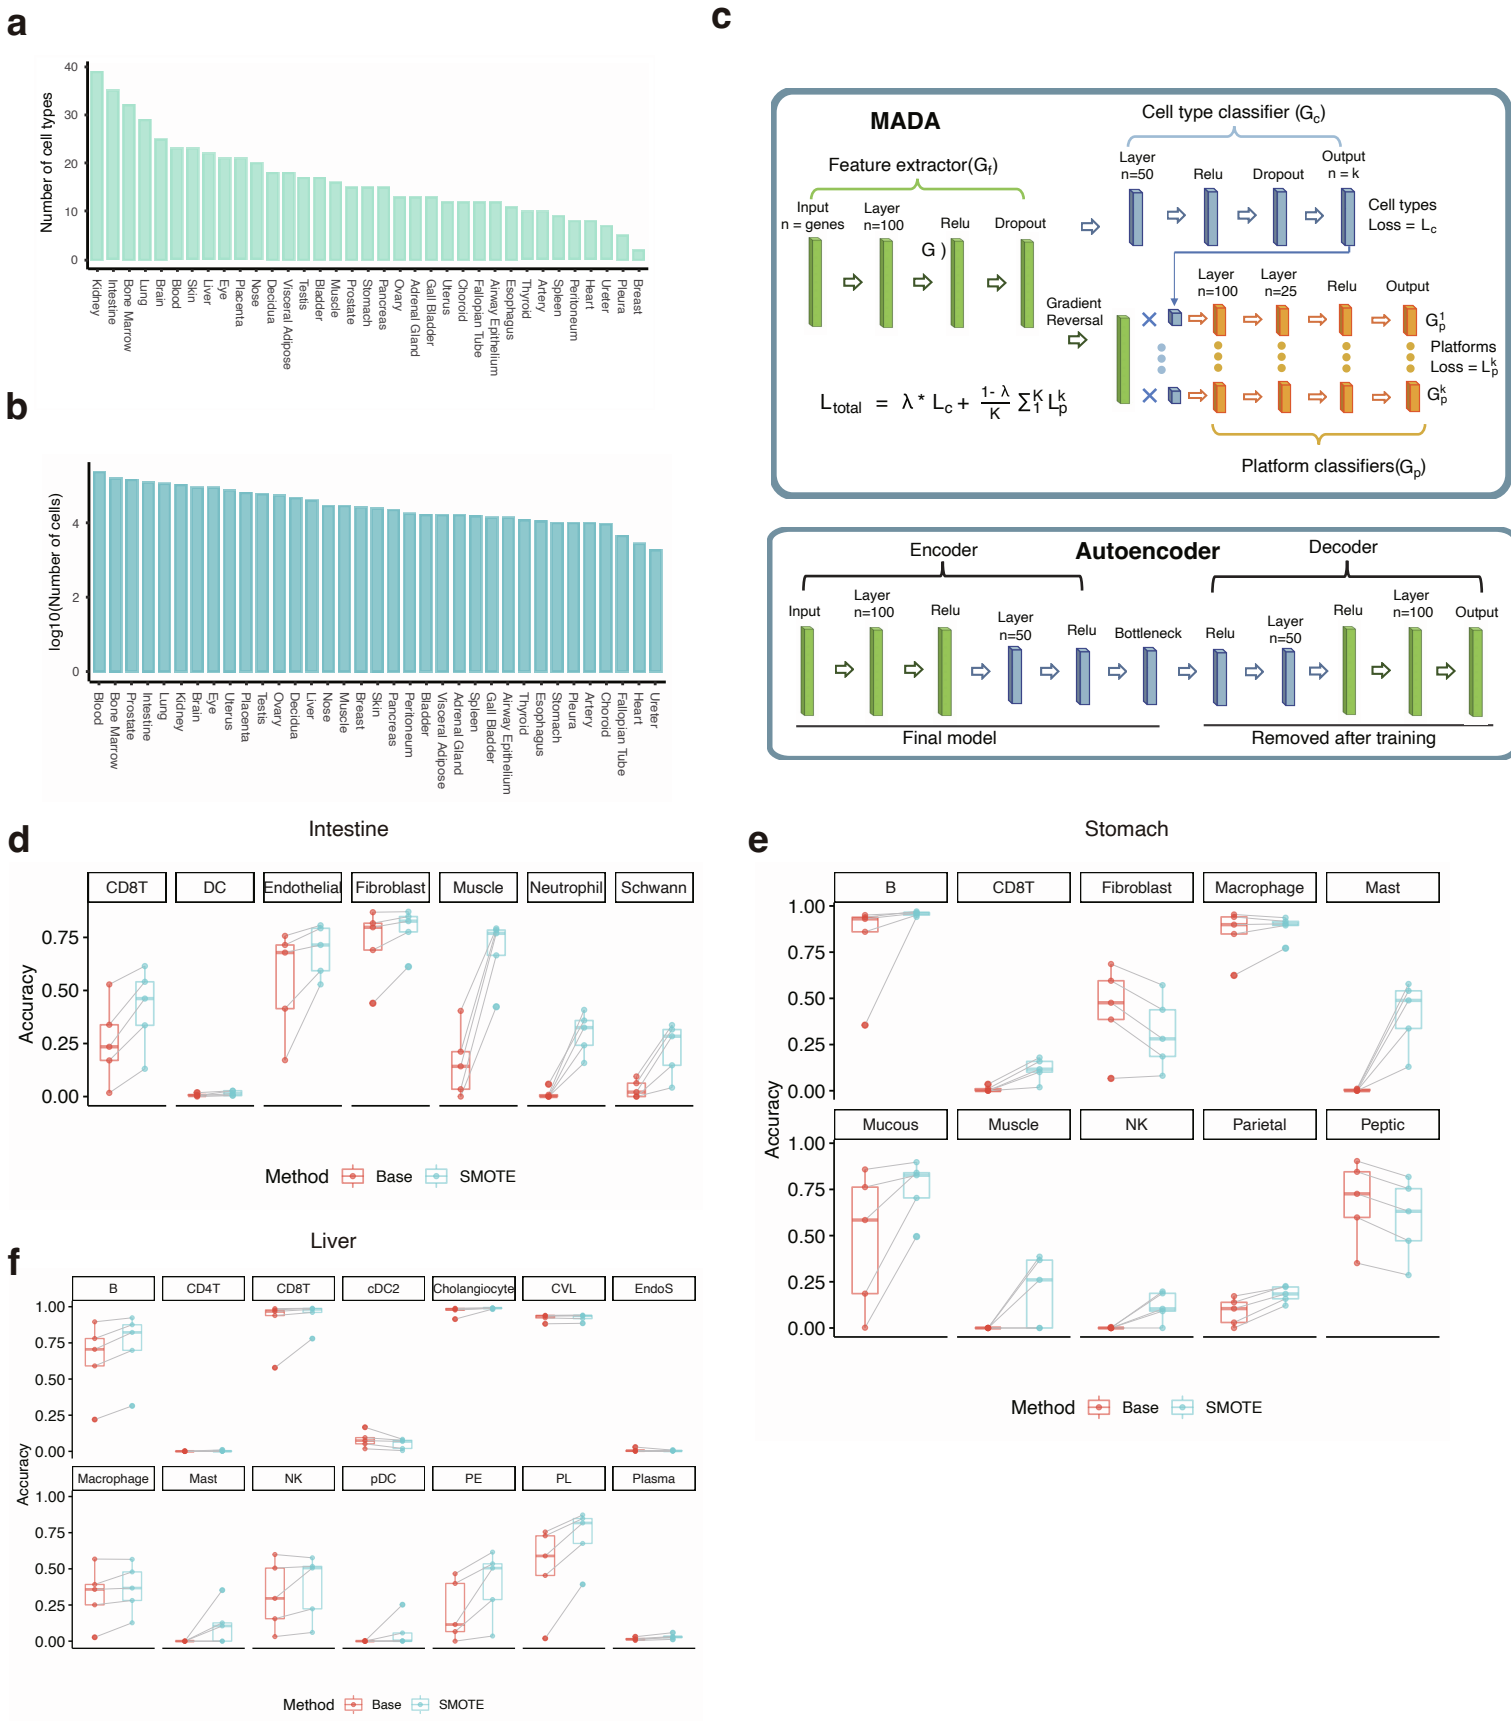 a
40
30
20
10
0
Number of cell types
Kidney
Intestine
Bone Marrow
Lung
Brain
Blood
Skin
Liver
Eye
Placenta
Nose
Decidua
Visceral Adipose
Testis
Bladder
Muscle
Prostate
Stomach
Pancreas
Ovary
Adrenal Gland
Gall Bladder
Uterus
Choroid
Fallopian Tube
Airway Epithelium
Esophagus
Thyroid
Artery
Spleen
Peritoneum
Heart
Ureter
Pleura
Breast
b
4
2
0
log10(Number of cells)
Blood
Bone Marrow
Prostate
Intestine
Lung
Kidney
Brain
Eye
Uterus
Placenta
Testis
Ovary
Decidua
Liver
Nose
Muscle
Breast
Skin
Pancreas
Peritoneum
Bladder
Visceral Adipose
Adrenal Gland
Spleen
Gall Bladder
Airway Epithelium
Thyroid
Esophagus
Stomach
Pleura
Artery
Choroid
Fallopian Tube
Heart
Ureter
c
MADA
Cell type classifier (Gc)
Feature extractor(Gf)
Layer n=50
Relu
Dropout
Output n = k
Cell types
Loss = Lc
Input n = genes
Layer n=100
Relu
Dropout
G )
Gradient Reversal
Layer n=100
Layer n=25
Relu
Output
Gp1
Platforms
Loss = Lpk
Gpk
Ltotal = λ * Lc + 1- λ / K ∑1K Lpk
Platform classifiers(Gp)
Encoder
Autoencoder
Decoder
Input
Layer n=100
Relu
Layer n=50
Relu
Bottleneck
Relu
Layer n=50
Relu
Layer n=100
Output
Final model
Removed after training
d
Intestine
CD8T DC Endothelial Fibroblast Muscle Neutrophil Schwann
0.75
0.50
0.25
0.00
Accuracy
Method Base SMOTE
e
Stomach
B CD8T Fibroblast Macrophage Mast
1.00
0.75
0.50
0.25
0.00
Accuracy
Mucous Muscle NK Parietal Peptic
1.00
0.75
0.50
0.25
0.00
Method Base SMOTE
f
Liver
B CD4T CD8T cDC2 Cholangiocyte CVL EndoS
1.00
0.75
0.50
0.25
0.00
Accuracy
Macrophage Mast NK pDC PE PL Plasma
1.00
0.75
0.50
0.25
0.00
Method Base SMOTE